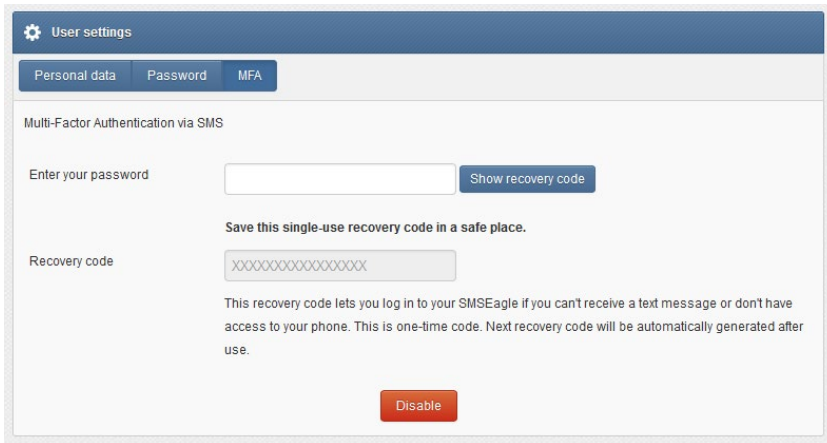 User settings
Personal data Password MFA
Multi-Factor Authentication via SMS
Enter your password Show recovery code
Save this single-use recovery code in a safe place.
Recovery code XXXXXXXXXXXXXXXX
This recovery code lets you log in to your SMSEagle if you can't receive a text message or don't have
access to your phone. This is one-time code. Next recovery code will be automatically generated after
use.
Disable